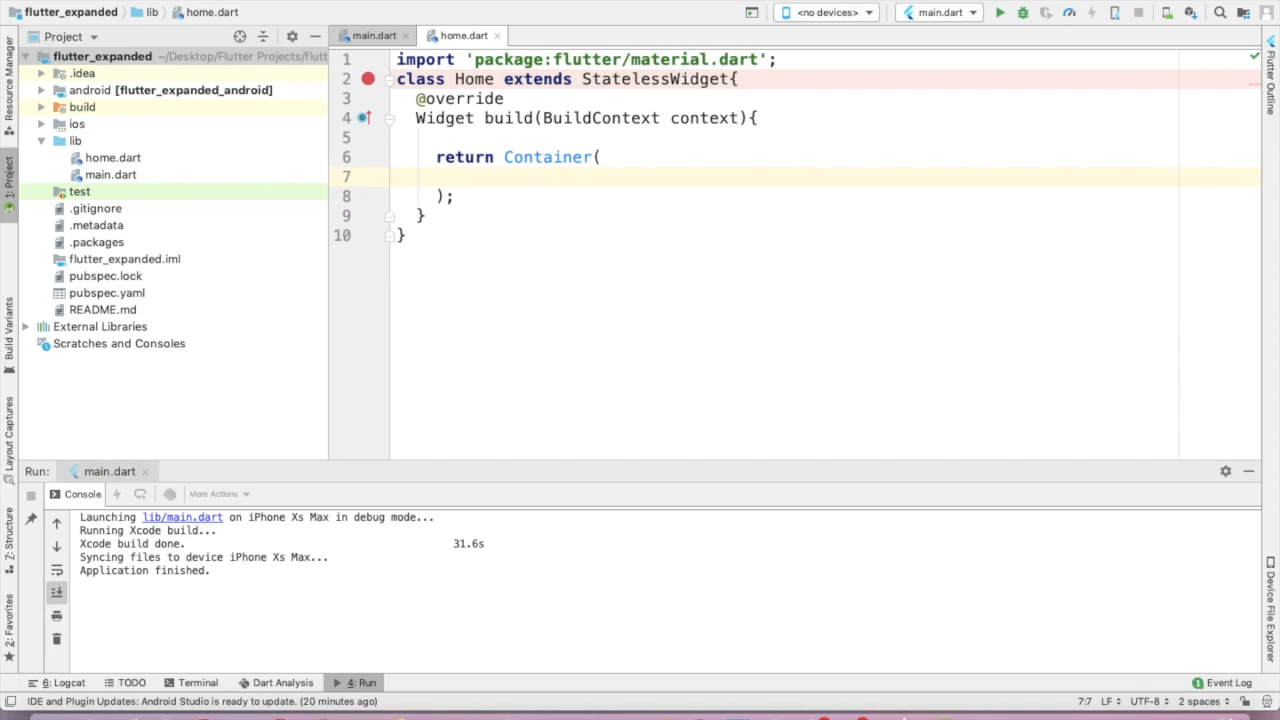 flutter_expanded lib home.dart <no devices> main.dart
Project main.dart home.dart
flutter_expanded ~/Desktop/Flutter Projects/flutt
.idea
android [flutter_expanded_android]
build
ios
lib
home.dart
main.dart
test
.gitignore
.metadata
.packages
flutter_expanded.iml
pubspec.lock
pubspec.yaml
README.md
External Libraries
Scratches and Consoles
1 import 'package:flutter/material.dart';
2 class Home extends StatelessWidget{
3 @override
4 Widget build(BuildContext context){
5
6 return Container(
7
8 );
9 }
10 }
Resource Manager
1: Project
Build Variants
Layout Captures
7: Structure
2: Favorites
Flutter Outline
Device File Explorer
Run: main.dart
Console More Actions
Launching lib/main.dart on iPhone Xs Max in debug mode...
Running Xcode build...
Xcode build done. 31.6s
Syncing files to device iPhone Xs Max...
Application finished.
6: Logcat TODO Terminal Dart Analysis 4: Run 1 Event Log
IDE and Plugin Updates: Android Studio is ready to update. (20 minutes ago) 7:7 LF UTF-8 2 spaces